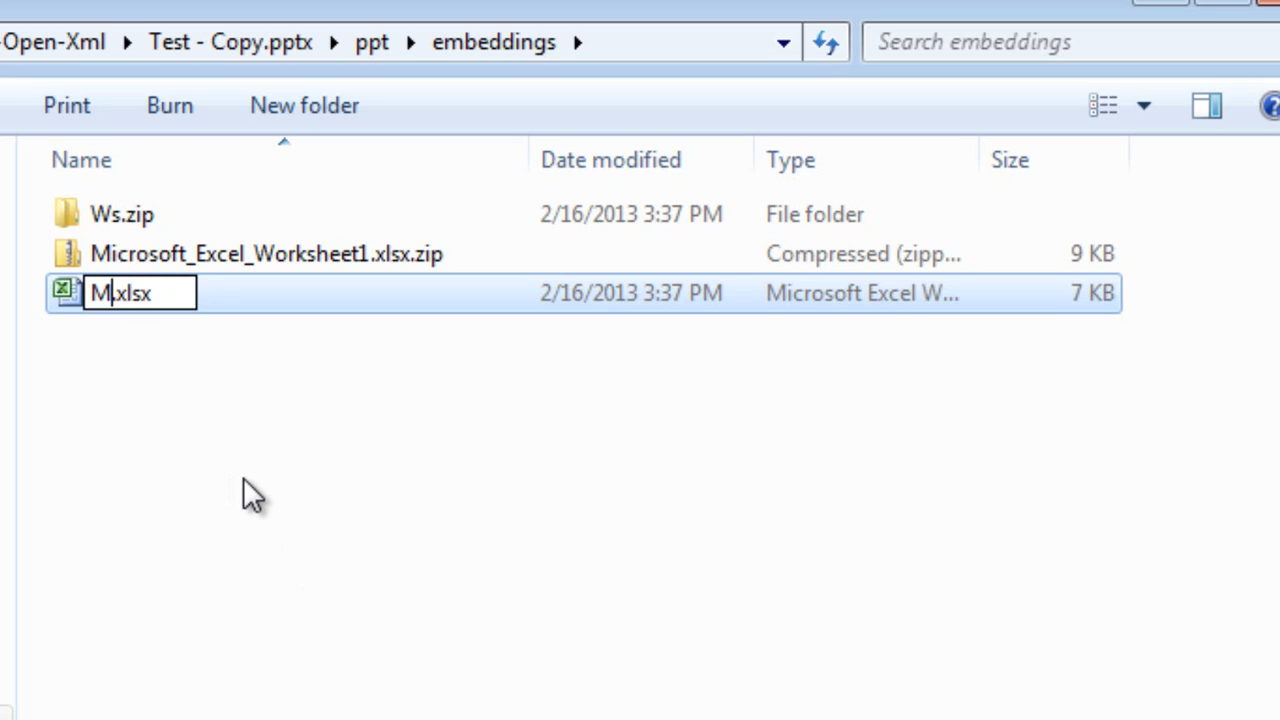 -Open-Xml Test - Copy.pptx ppt embeddings Search embeddings
Print Burn New folder ?
Name Date modified Type Size
Ws.zip 2/16/2013 3:37 PM File folder
Microsoft_Excel_Worksheet1.xlsx.zip Compressed (zipp... 9 KB
M.xlsx 2/16/2013 3:37 PM Microsoft Excel W... 7 KB